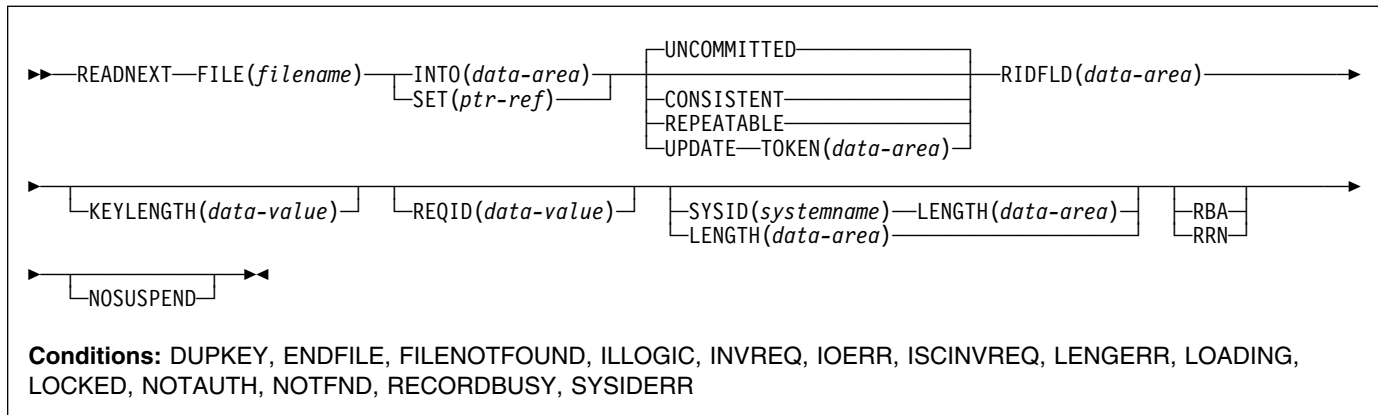 UNCOMMITTED
READNEXT FILE(filename) INTO(data-area) RIDFLD(data-area)
SET(ptr-ref) CONSISTENT
REPEATABLE
UPDATE TOKEN(data-area)
KEYLENGTH(data-value) REQID(data-value) SYSID(systemname) LENGTH(data-area) RBA
LENGTH(data-area) RRN
NOSUSPEND
Conditions: DUPKEY, ENDFILE, FILENOTFOUND, ILLOGIC, INVREQ, IOERR, ISCINVREQ, LENGERR, LOADING,
LOCKED, NOTAUTH, NOTFND, RECORDBUSY, SYSIDERR